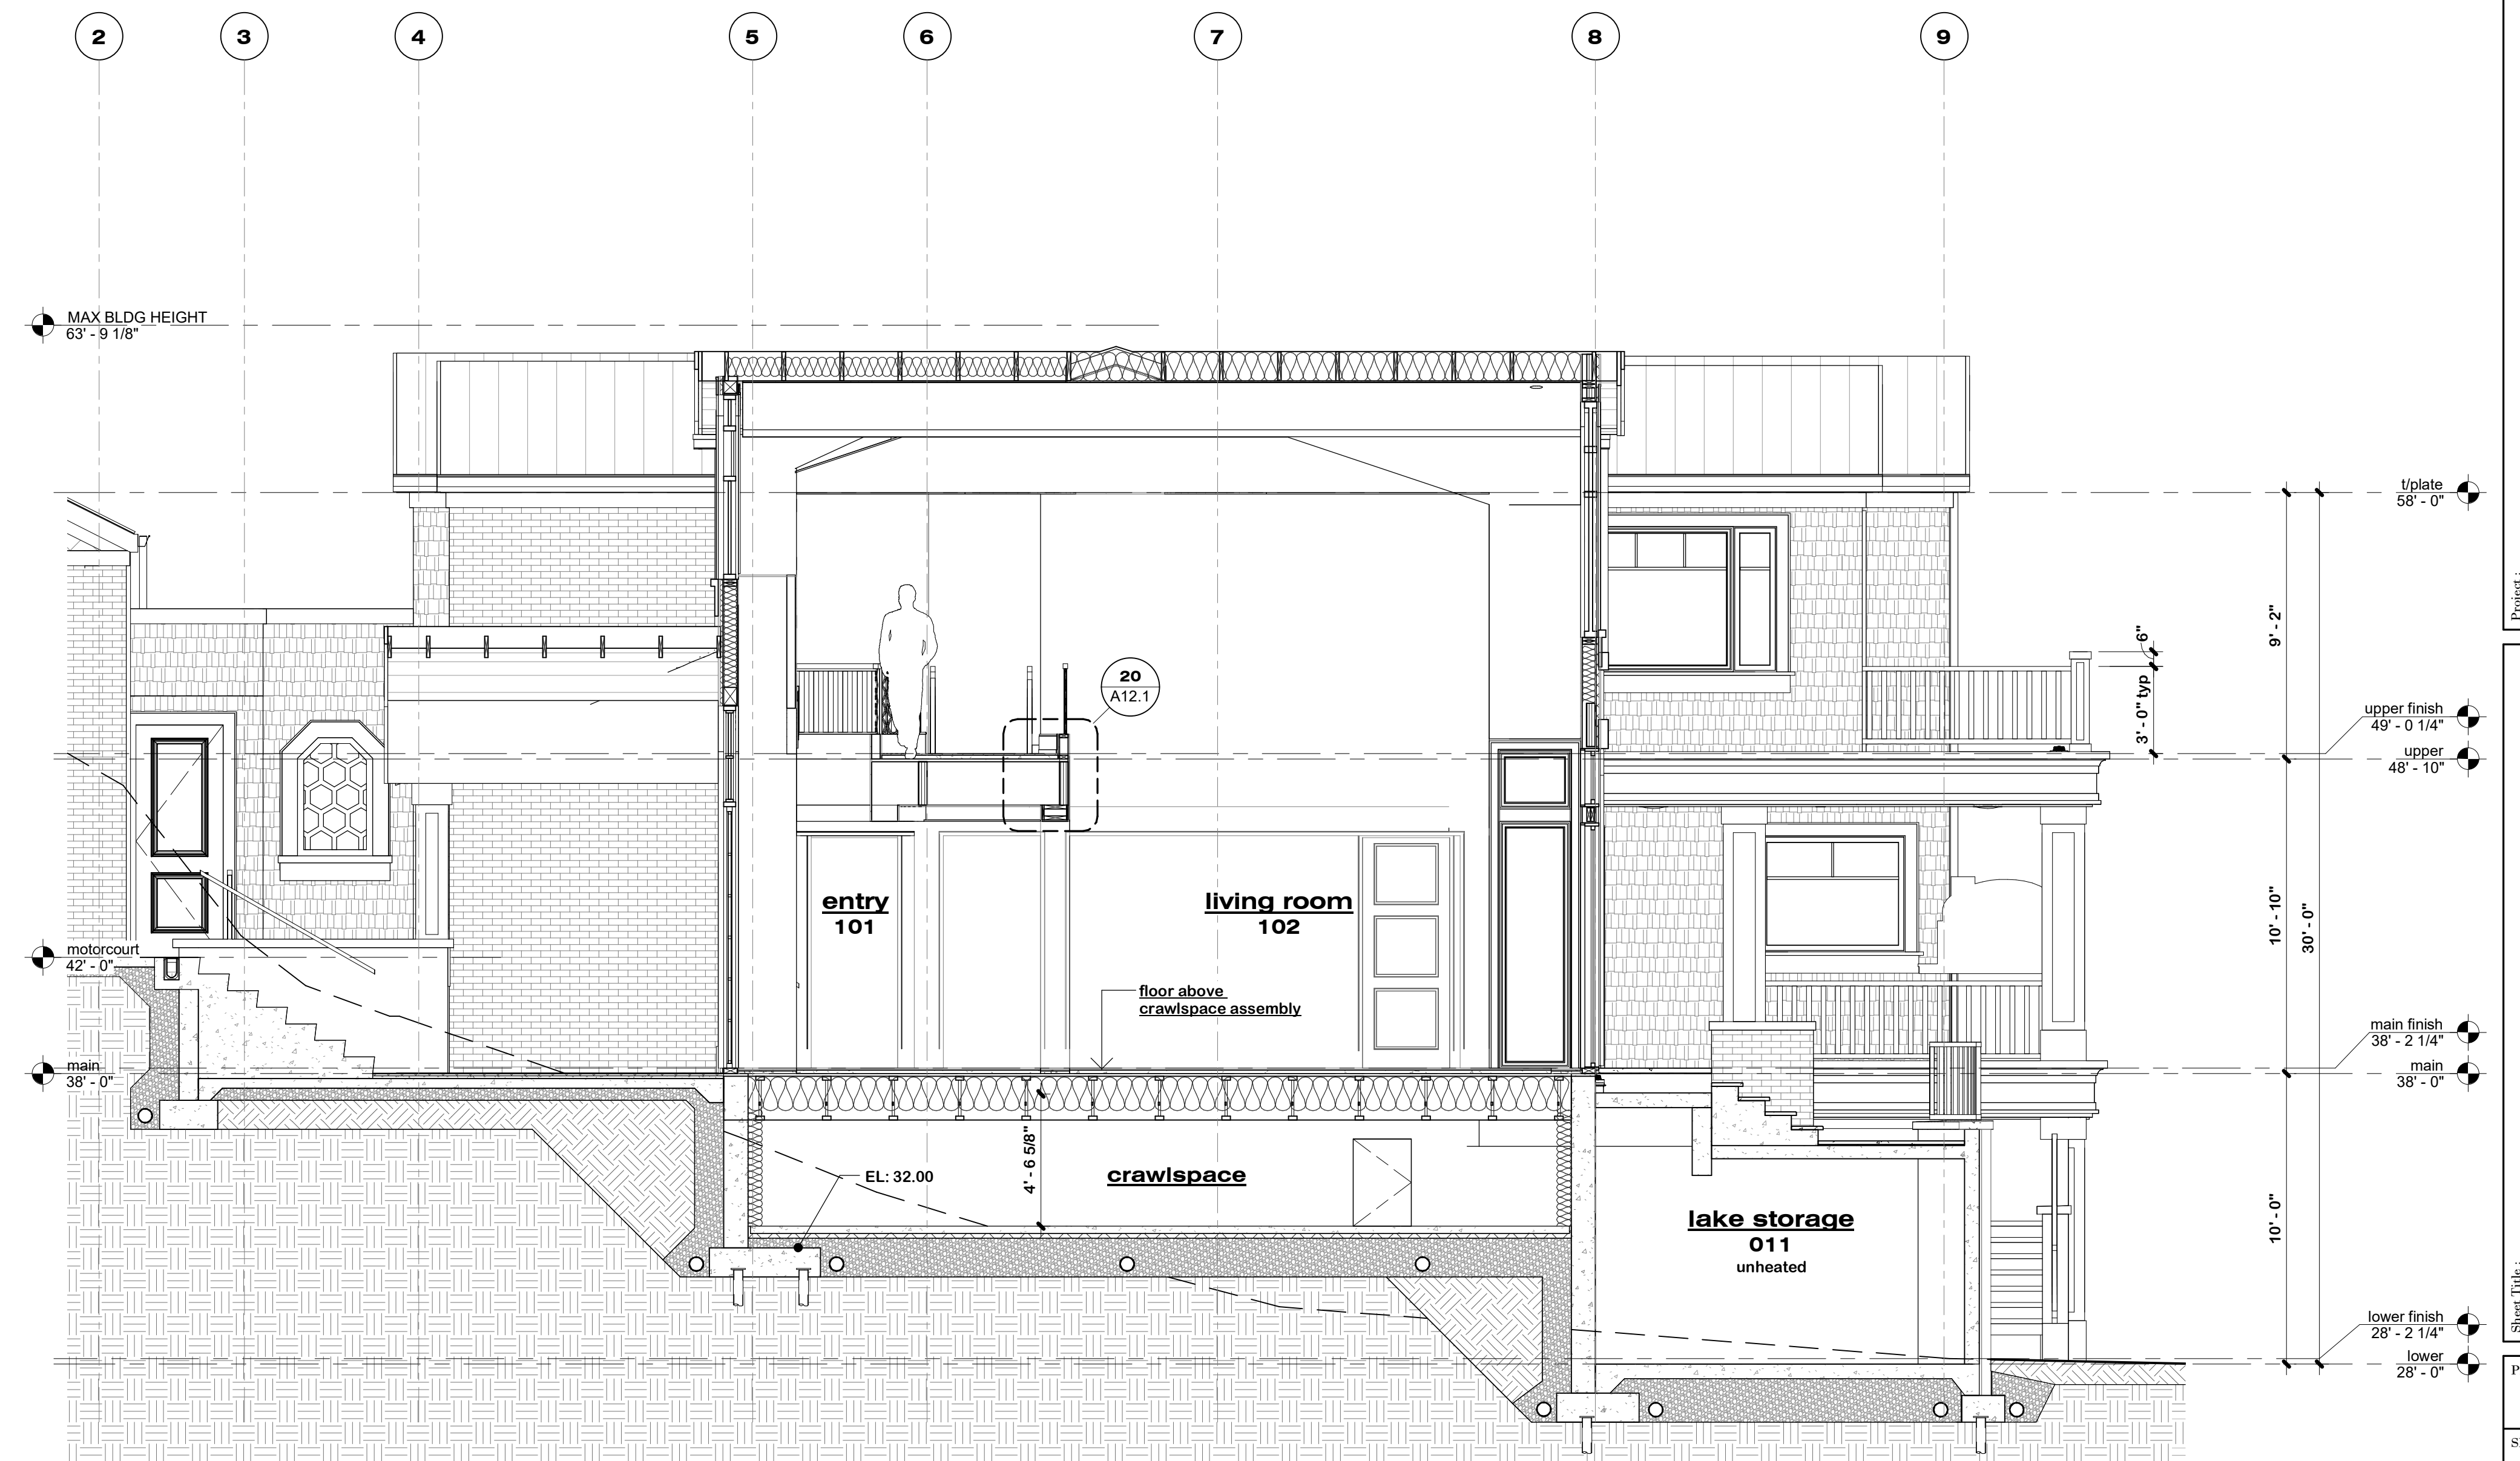 2
3
4
5
6
7
8
9
MAX BLDG HEIGHT
63' - 9 1/8"
t/plate
58' - 0"
9' - 2"
6"
3' - 0" typ
20
A12.1
upper finish
49' - 0 1/4"
upper
48' - 10"
entry
101
living room
102
10' - 10"
30' - 0"
motorcourt
42' - 0"
floor above
crawlspace assembly
main finish
38' - 2 1/4"
main
38' - 0"
main
38' - 0"
4' - 6 5/8"
EL: 32.00
crawlspace
lake storage
011
unheated
10' - 0"
lower finish
28' - 2 1/4"
lower
28' - 0"
Project :
Sheet Title :